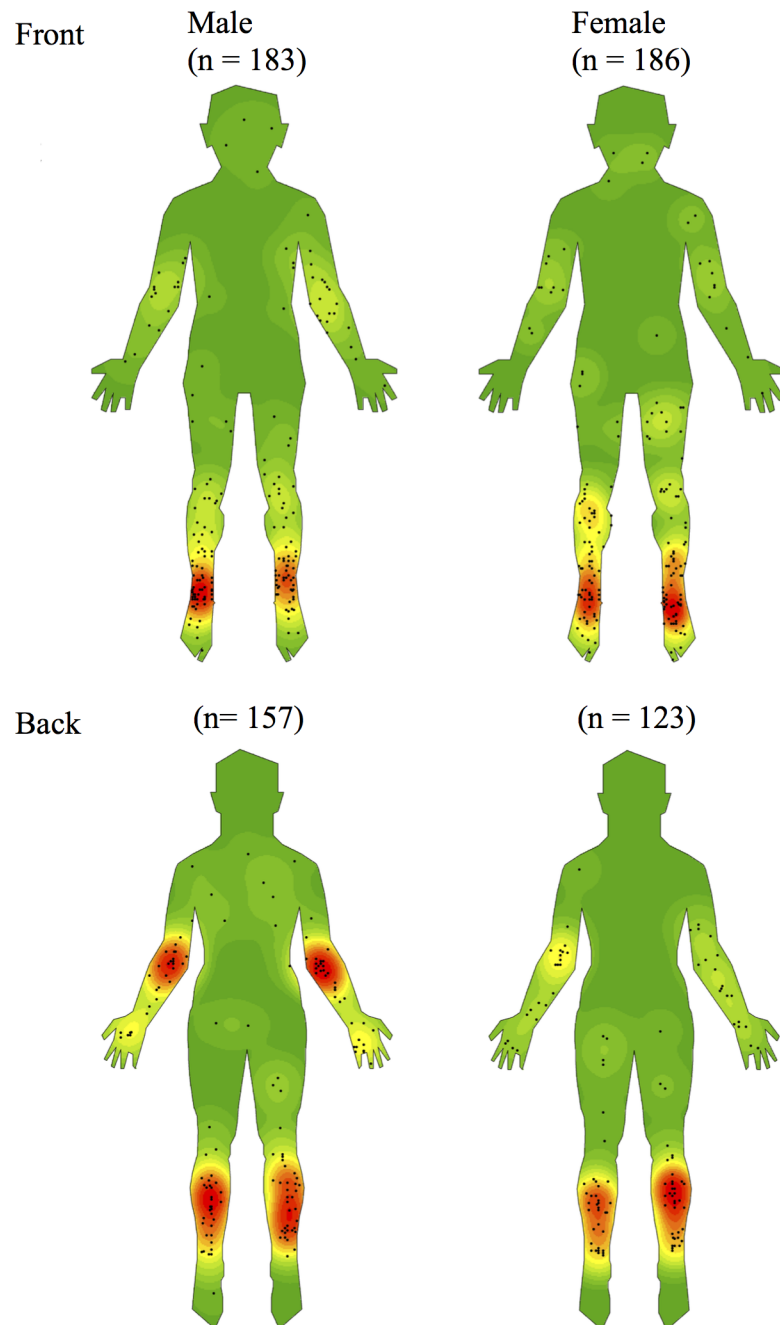 Front
Male
(n = 183)
Female
(n = 186)
Back
(n= 157)
(n = 123)